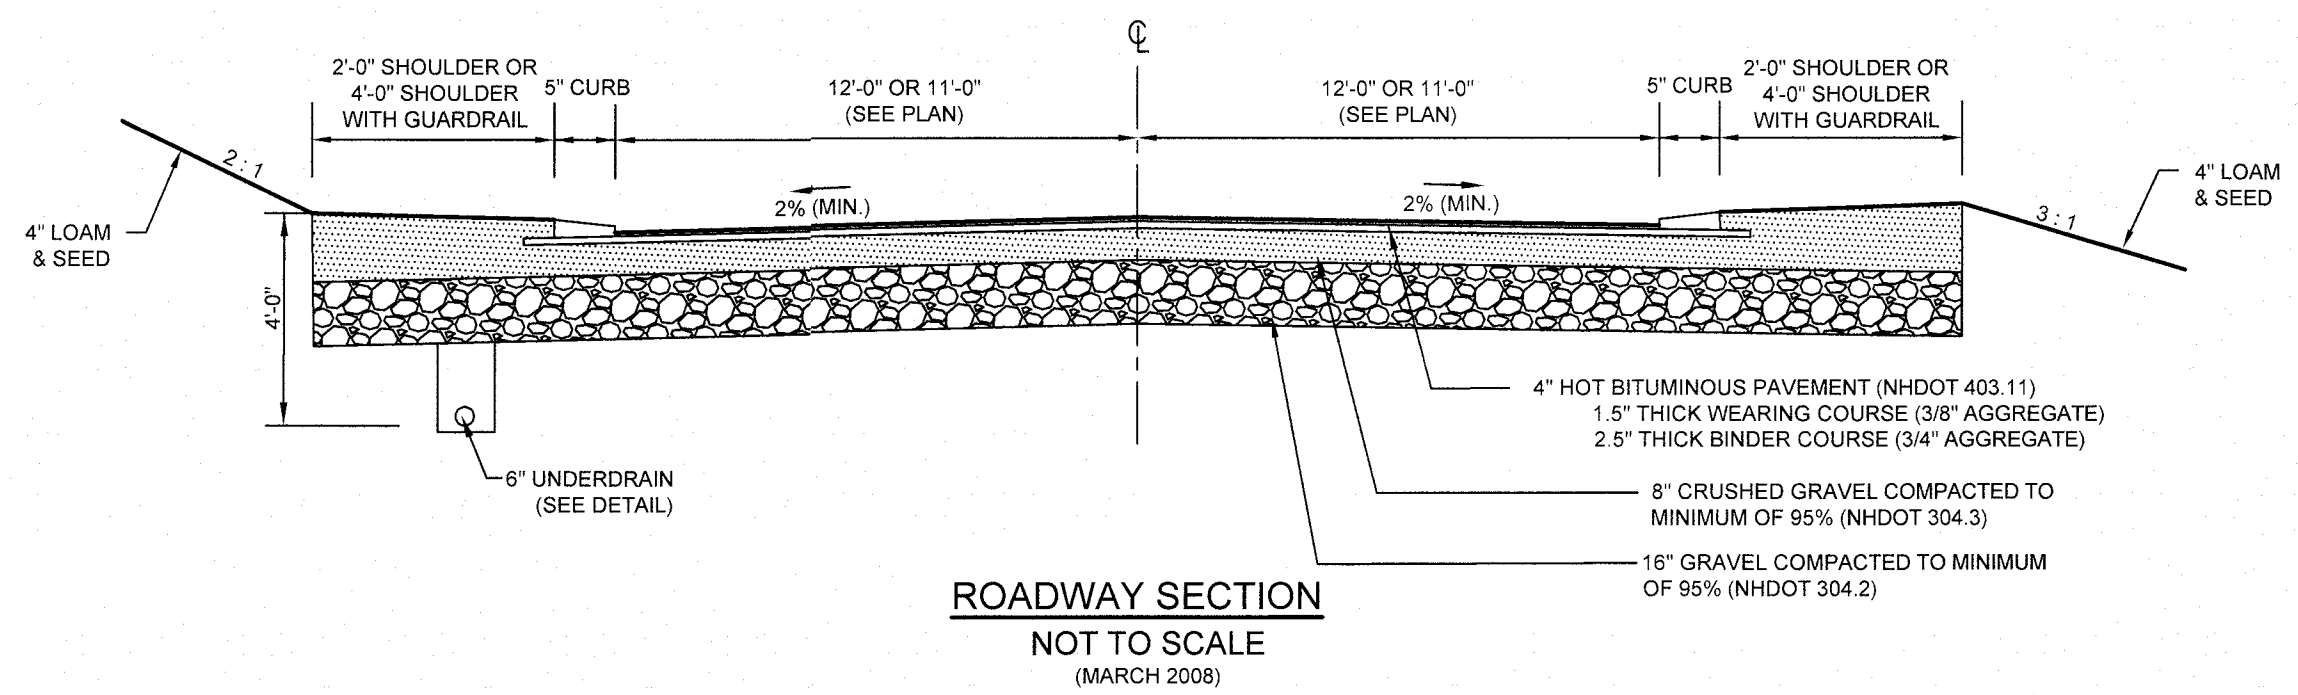 ℄
2'-0" SHOULDER OR
4'-0" SHOULDER
WITH GUARDRAIL
5" CURB
12'-0" OR 11'-0"
(SEE PLAN)
12'-0" OR 11'-0"
(SEE PLAN)
5" CURB
2'-0" SHOULDER OR
4'-0" SHOULDER
WITH GUARDRAIL
2 : 1
4" LOAM
& SEED
2% (MIN.)
2% (MIN.)
3 : 1
4" LOAM
& SEED
4'-0"
6" UNDERDRAIN
(SEE DETAIL)
4" HOT BITUMINOUS PAVEMENT (NHDOT 403.11)
1.5" THICK WEARING COURSE (3/8" AGGREGATE)
2.5" THICK BINDER COURSE (3/4" AGGREGATE)
8" CRUSHED GRAVEL COMPACTED TO
MINIMUM OF 95% (NHDOT 304.3)
16" GRAVEL COMPACTED TO MINIMUM
OF 95% (NHDOT 304.2)
ROADWAY SECTION
NOT TO SCALE
(MARCH 2008)